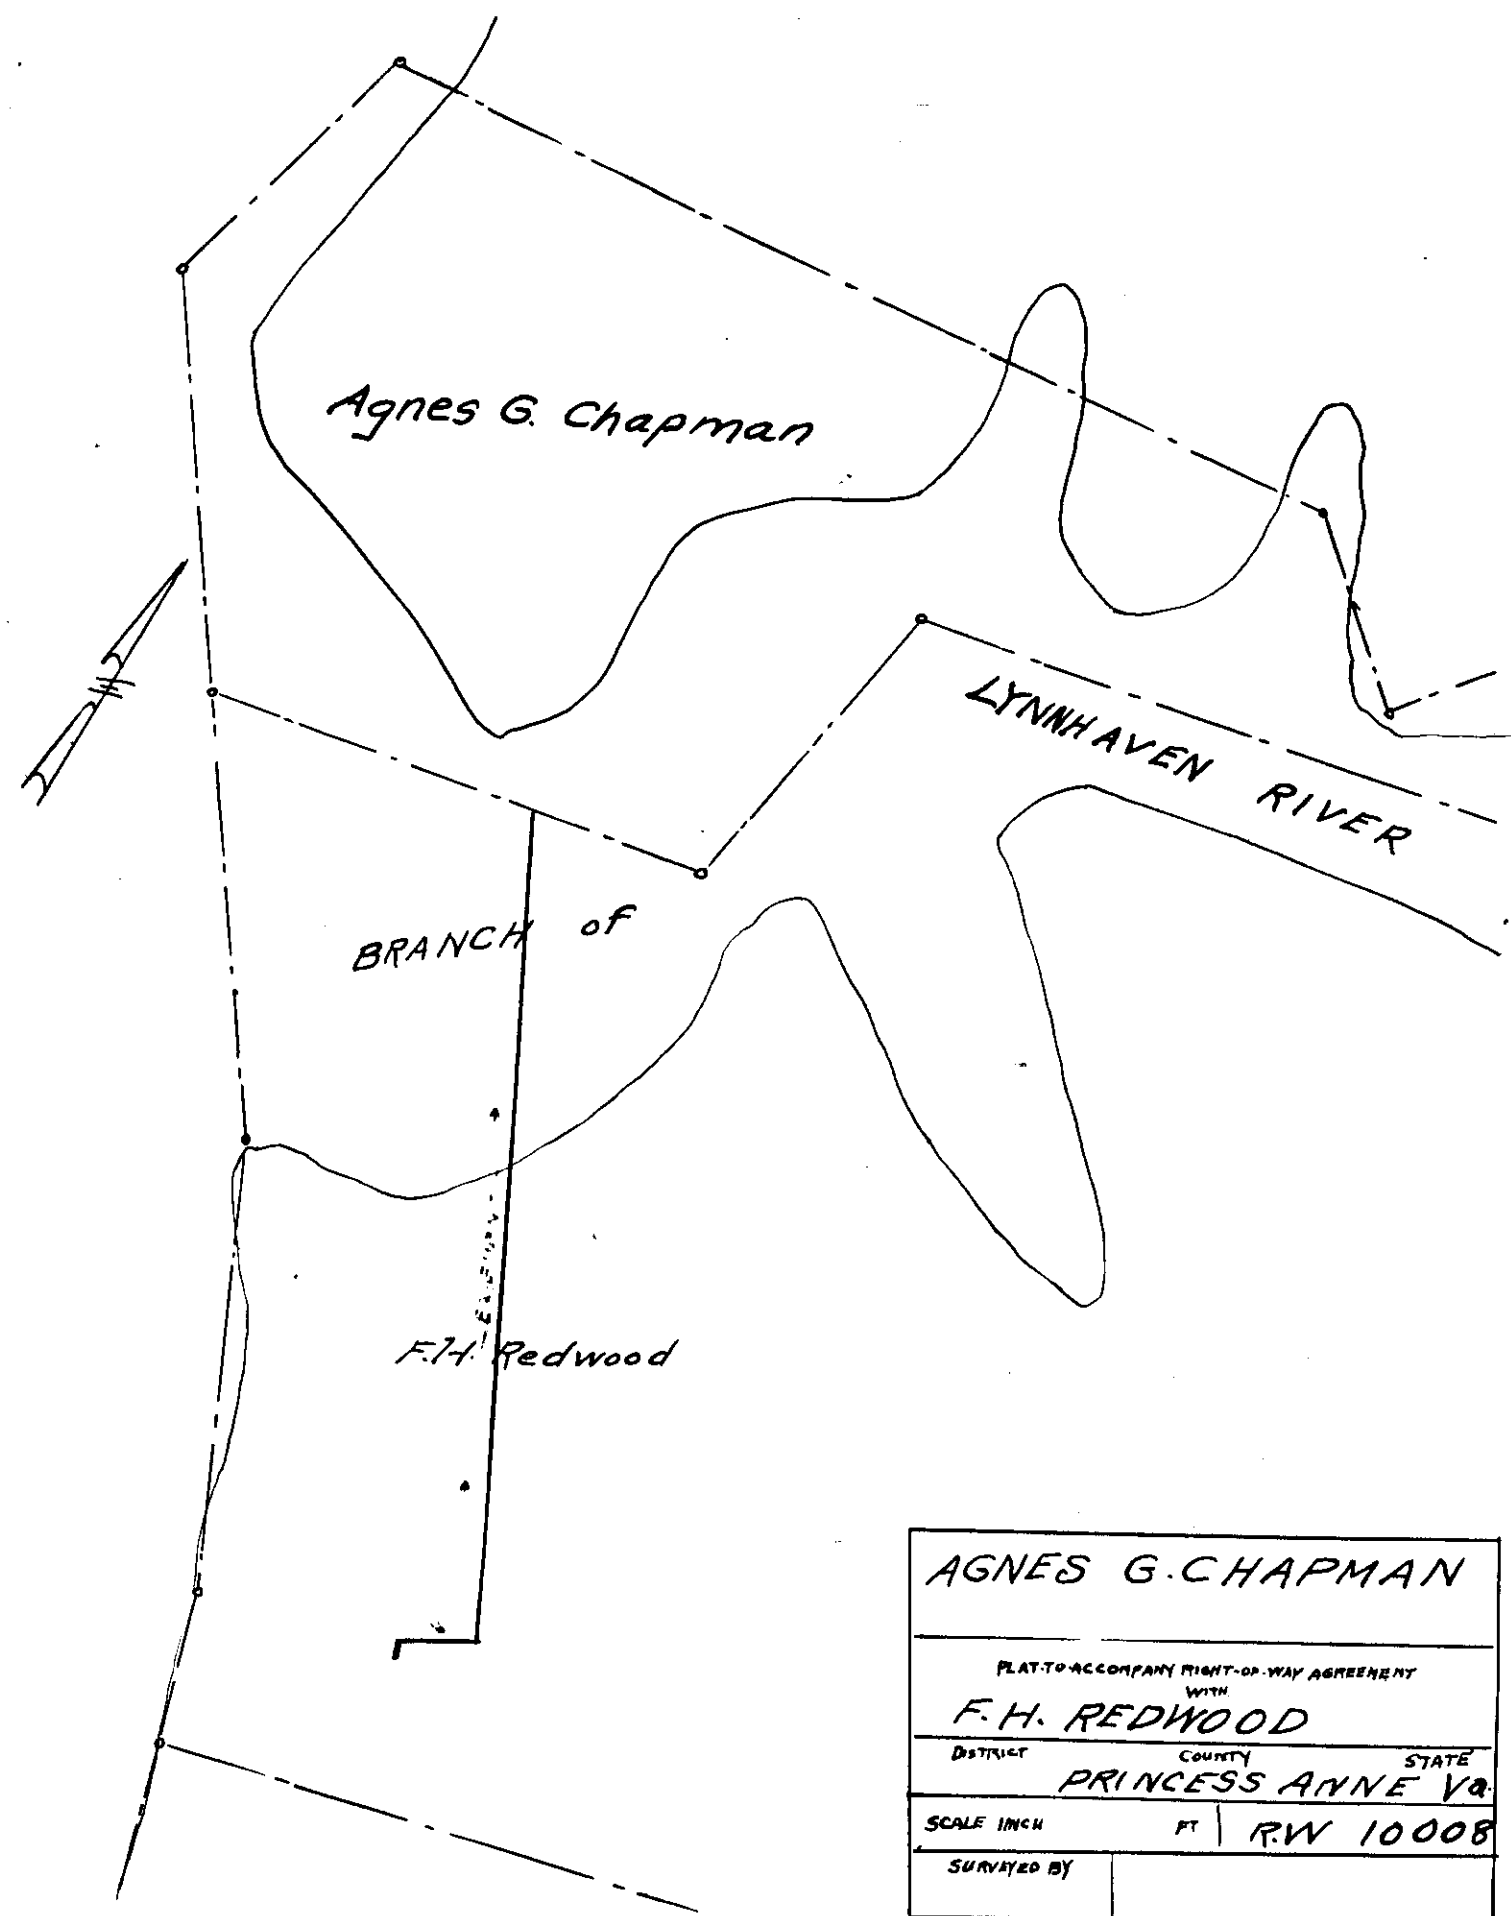 Agnes G. Chapman
LYNNHAVEN RIVER
BRANCH of
F.H. Redwood
AGNES G. CHAPMAN
PLAT-TO-ACCOMPANY RIGHT-OF-WAY AGREEMENT
WITH
F. H. REDWOOD
DISTRICT COUNTY STATE
PRINCESS ANNE Va.
SCALE INCH FT R.W 10008
SURVAYED BY